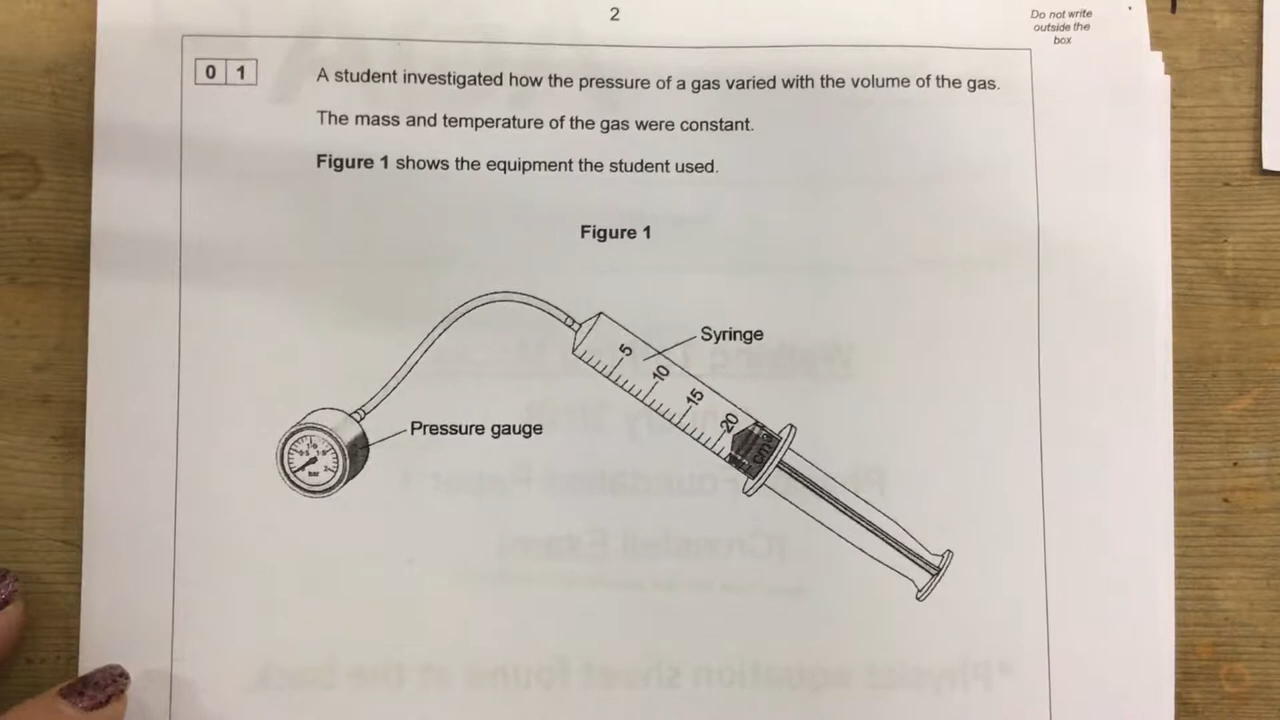 2
Do not write
outside the
box
0 1
A student investigated how the pressure of a gas varied with the volume of the gas.
The mass and temperature of the gas were constant.
Figure 1 shows the equipment the student used.
Figure 1
Syringe
5
10
15
20
cm³
Pressure gauge
bar